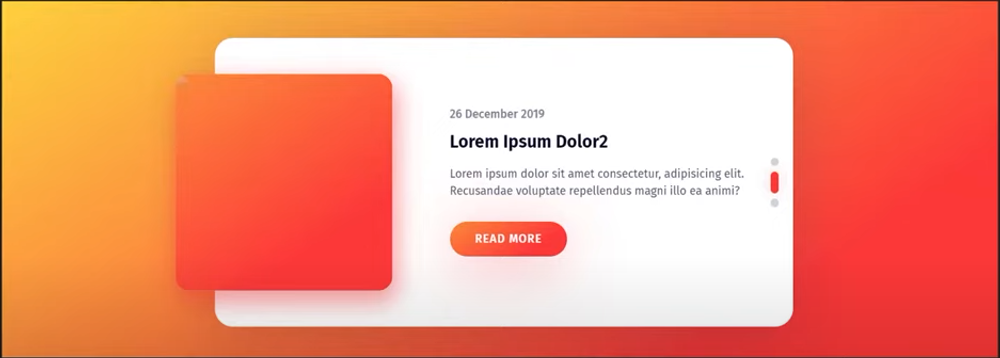 26 December 2019
Lorem Ipsum Dolor2
Lorem ipsum dolor sit amet consectetur, adipisicing elit.
Recusandae voluptate repellendus magni illo ea animi?
READ MORE